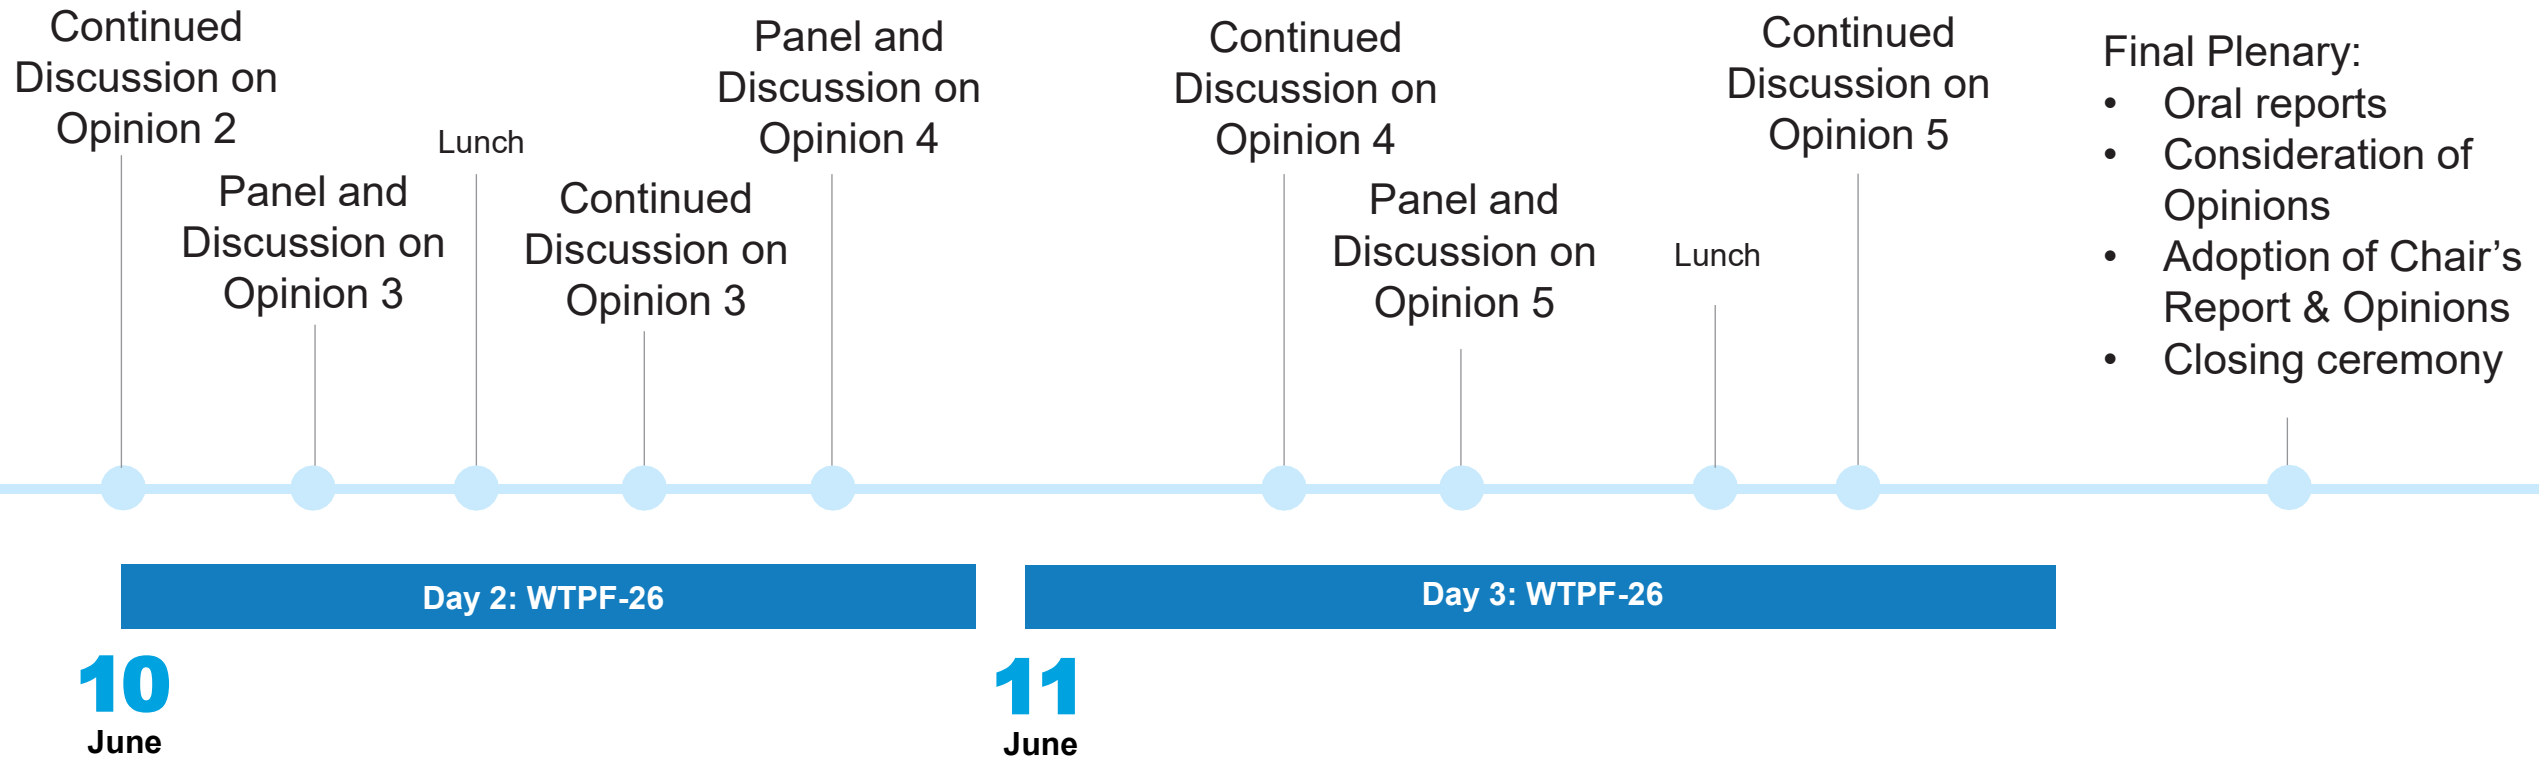 Continued
Discussion on
Opinion 2
Panel and
Discussion on
Opinion 3
Lunch
Continued
Discussion on
Opinion 3
Panel and
Discussion on
Opinion 4
Continued
Discussion on
Opinion 4
Panel and
Discussion on
Opinion 5
Lunch
Continued
Discussion on
Opinion 5
Final Plenary:
• Oral reports
• Consideration of
Opinions
• Adoption of Chair’s
Report & Opinions
• Closing ceremony
Day 2: WTPF-26
Day 3: WTPF-26
10
June
11
June